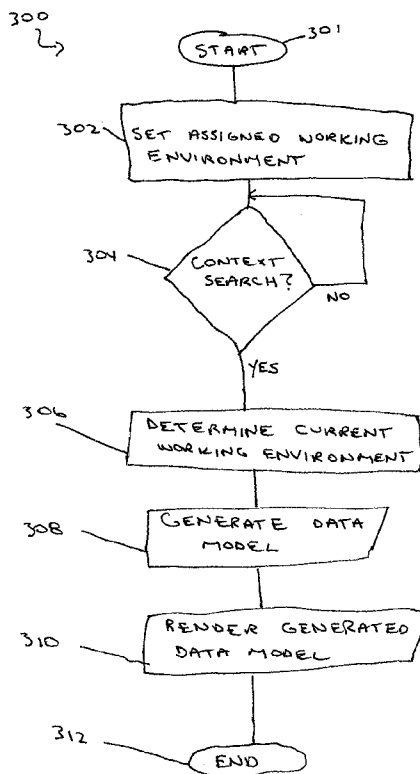 300
START
301
302
SET ASSIGNED WORKING
ENVIRONMENT
304
CONTEXT
SEARCH?
NO
YES
306
DETERMINE CURRENT
WORKING ENVIRONMENT
308
GENERATE DATA
MODEL
310
RENDER GENERATED
DATA MODEL
312
END